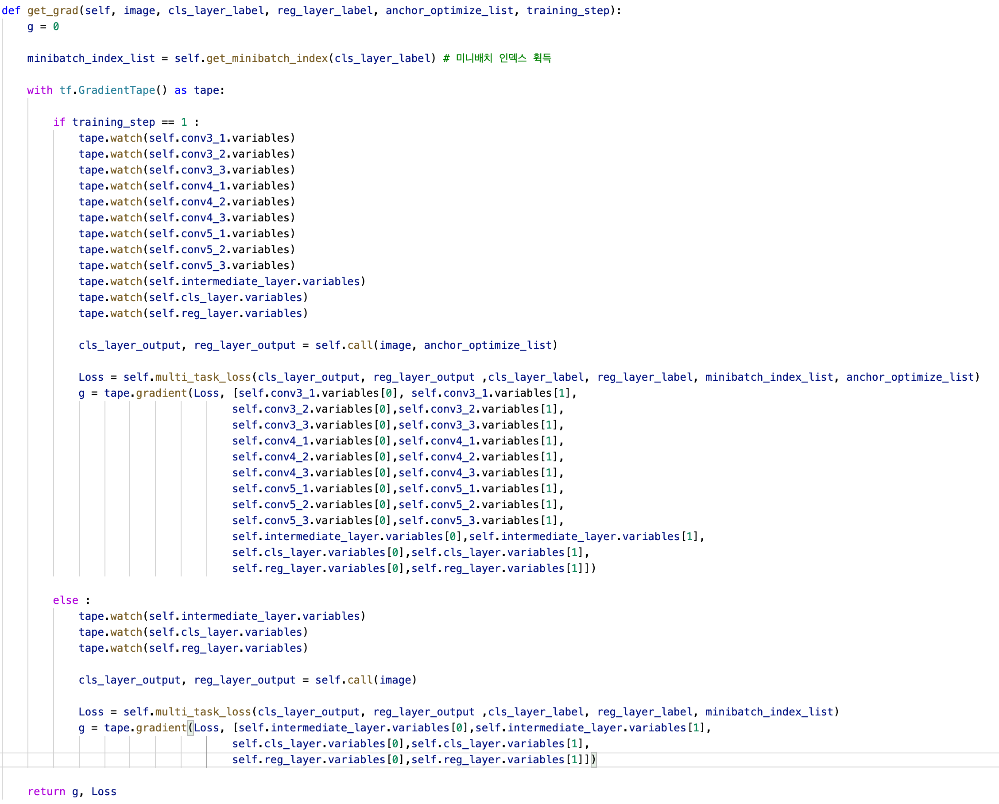 def get_grad(self, image, cls_layer_label, reg_layer_label, anchor_optimize_list, training_step):
    g = 0

    minibatch_index_list = self.get_minibatch_index(cls_layer_label) # 미니배치 인덱스 휙득

    with tf.GradientTape() as tape:

        if training_step == 1 :
            tape.watch(self.conv3_1.variables)
            tape.watch(self.conv3_2.variables)
            tape.watch(self.conv3_3.variables)
            tape.watch(self.conv4_1.variables)
            tape.watch(self.conv4_2.variables)
            tape.watch(self.conv4_3.variables)
            tape.watch(self.conv5_1.variables)
            tape.watch(self.conv5_2.variables)
            tape.watch(self.conv5_3.variables)
            tape.watch(self.intermediate_layer.variables)
            tape.watch(self.cls_layer.variables)
            tape.watch(self.reg_layer.variables)

            cls_layer_output, reg_layer_output = self.call(image, anchor_optimize_list)

            Loss = self.multi_task_loss(cls_layer_output, reg_layer_output ,cls_layer_label, reg_layer_label, minibatch_index_list, anchor_optimize_list)
            g = tape.gradient(Loss, [self.conv3_1.variables[0], self.conv3_1.variables[1],
                                    self.conv3_2.variables[0],self.conv3_2.variables[1],
                                    self.conv3_3.variables[0],self.conv3_3.variables[1],
                                    self.conv4_1.variables[0],self.conv4_1.variables[1],
                                    self.conv4_2.variables[0],self.conv4_2.variables[1],
                                    self.conv4_3.variables[0],self.conv4_3.variables[1],
                                    self.conv5_1.variables[0],self.conv5_1.variables[1],
                                    self.conv5_2.variables[0],self.conv5_2.variables[1],
                                    self.conv5_3.variables[0],self.conv5_3.variables[1],
                                    self.intermediate_layer.variables[0],self.intermediate_layer.variables[1],
                                    self.cls_layer.variables[0],self.cls_layer.variables[1],
                                    self.reg_layer.variables[0],self.reg_layer.variables[1]])

        else :
            tape.watch(self.intermediate_layer.variables)
            tape.watch(self.cls_layer.variables)
            tape.watch(self.reg_layer.variables)

            cls_layer_output, reg_layer_output = self.call(image)

            Loss = self.multi_task_loss(cls_layer_output, reg_layer_output ,cls_layer_label, reg_layer_label, minibatch_index_list)
            g = tape.gradient(Loss, [self.intermediate_layer.variables[0],self.intermediate_layer.variables[1],
                                    self.cls_layer.variables[0],self.cls_layer.variables[1],
                                    self.reg_layer.variables[0],self.reg_layer.variables[1]])

    return g, Loss